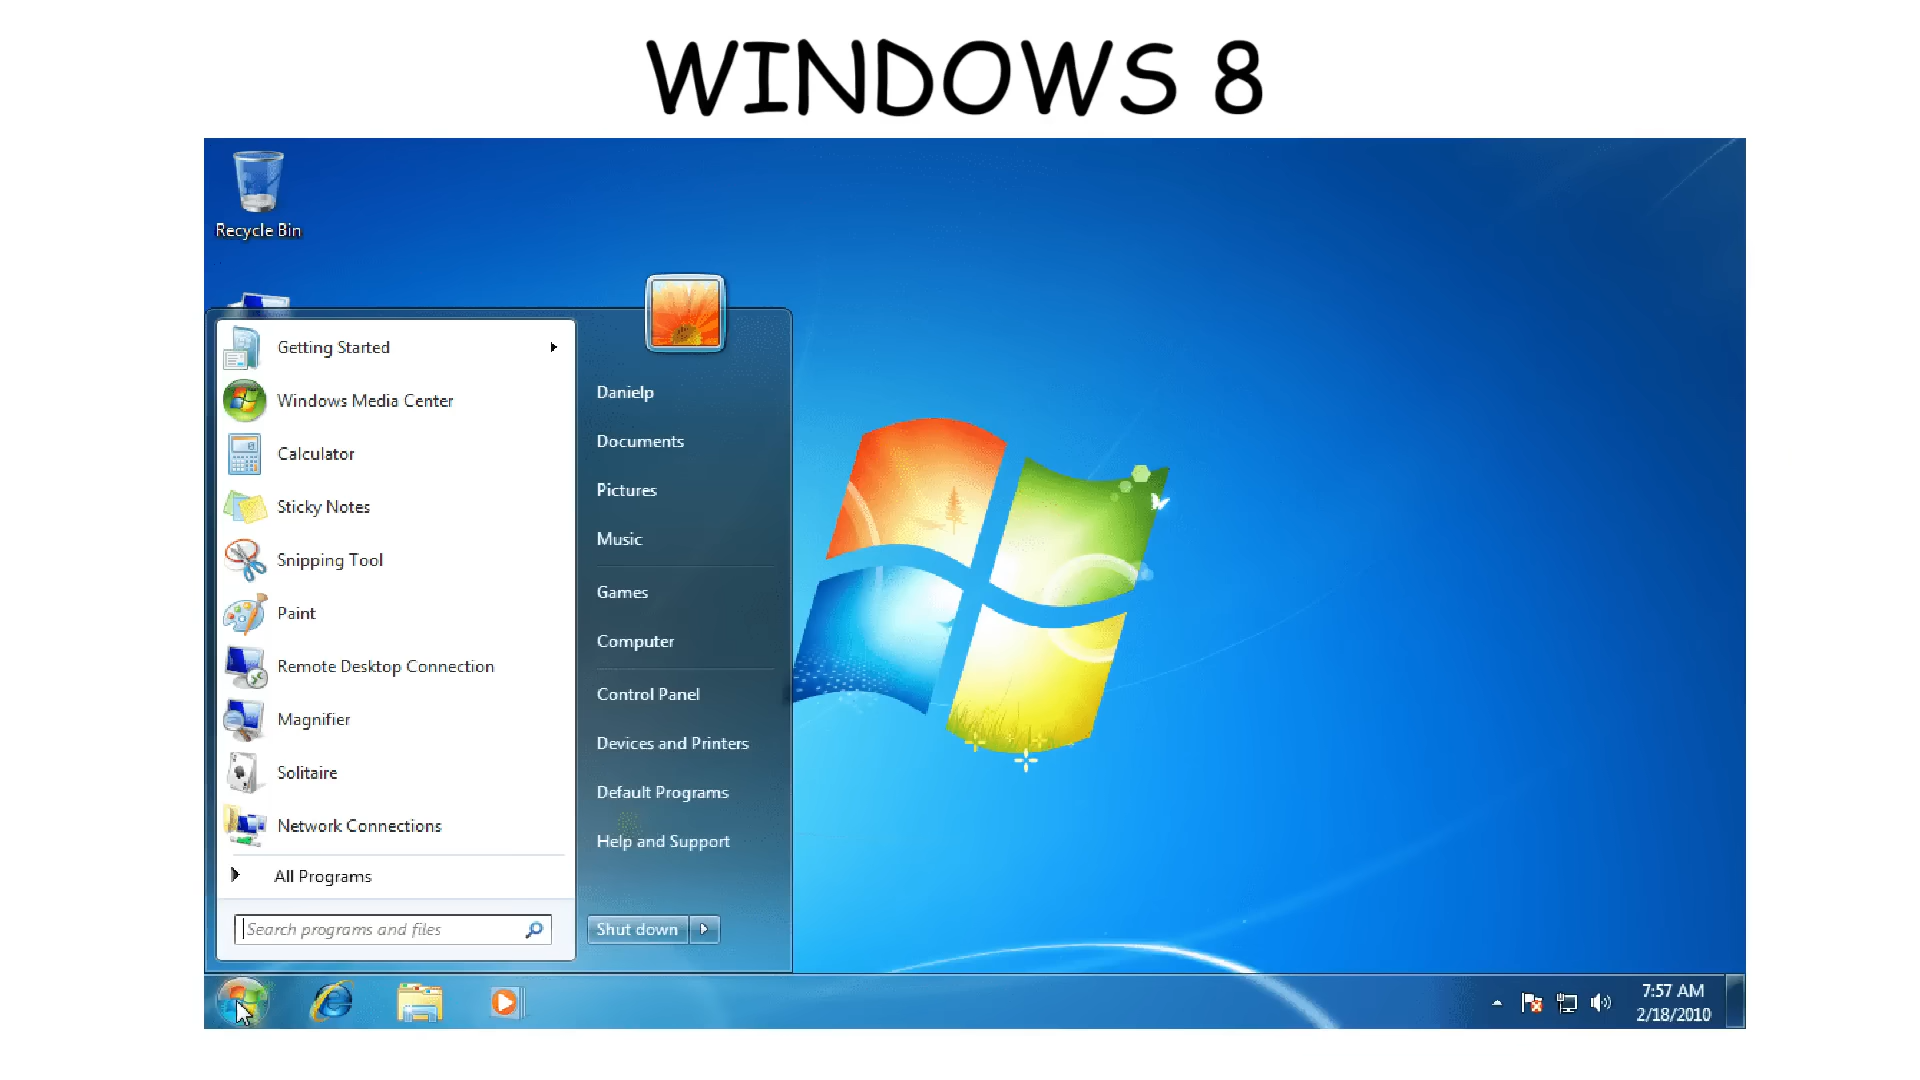 WINDOWS 8
Recycle Bin
Getting Started
Windows Media Center
Calculator
Sticky Notes
Snipping Tool
Paint
Remote Desktop Connection
Magnifier
Solitaire
Network Connections
All Programs
Search programs and files
Danielp
Documents
Pictures
Music
Games
Computer
Control Panel
Devices and Printers
Default Programs
Help and Support
Shut down
7:57 AM
2/18/2010